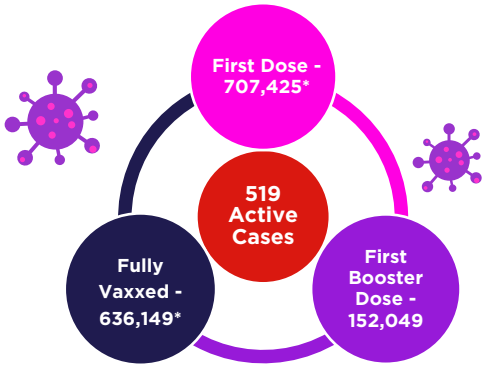 First Dose -
707,425*
519
Active
Cases
Fully
Vaxxed -
636,149*
First
Booster
Dose -
152,049